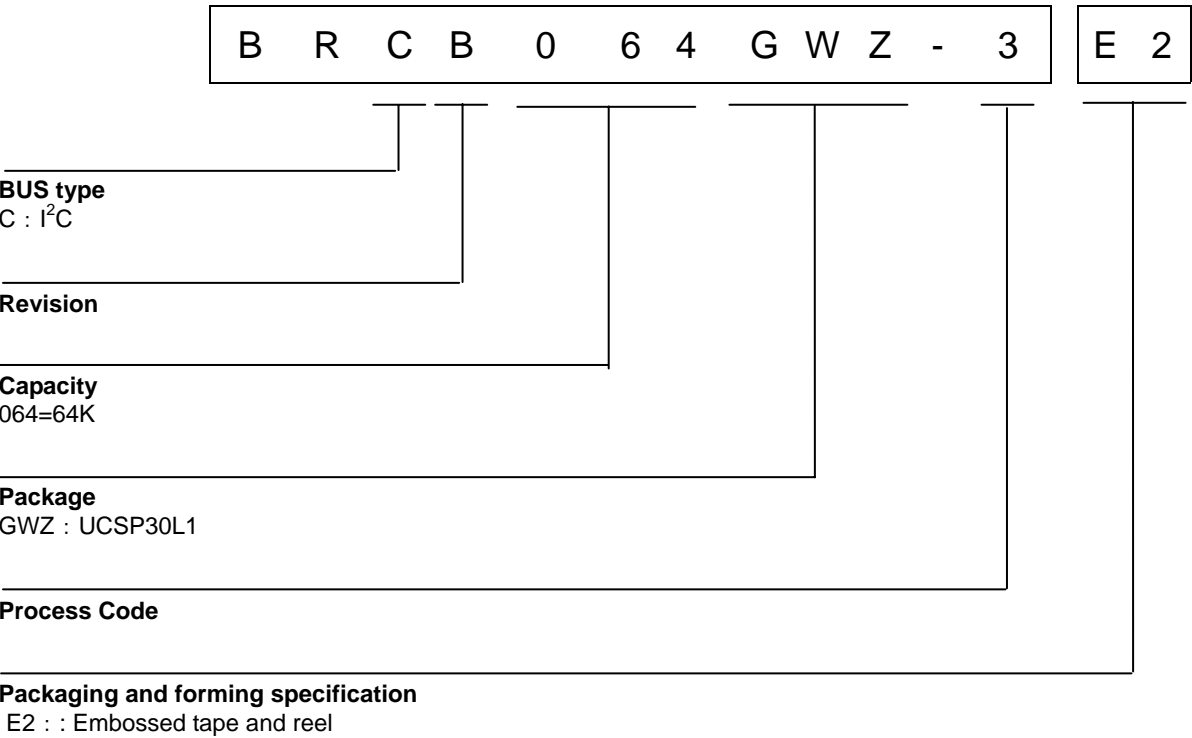 B R C B 0 6 4 G W Z - 3 E 2
BUS type
C : I²C
Revision
Capacity
064=64K
Package
GWZ : UCSP30L1
Process Code
Packaging and forming specification
E2 : : Embossed tape and reel